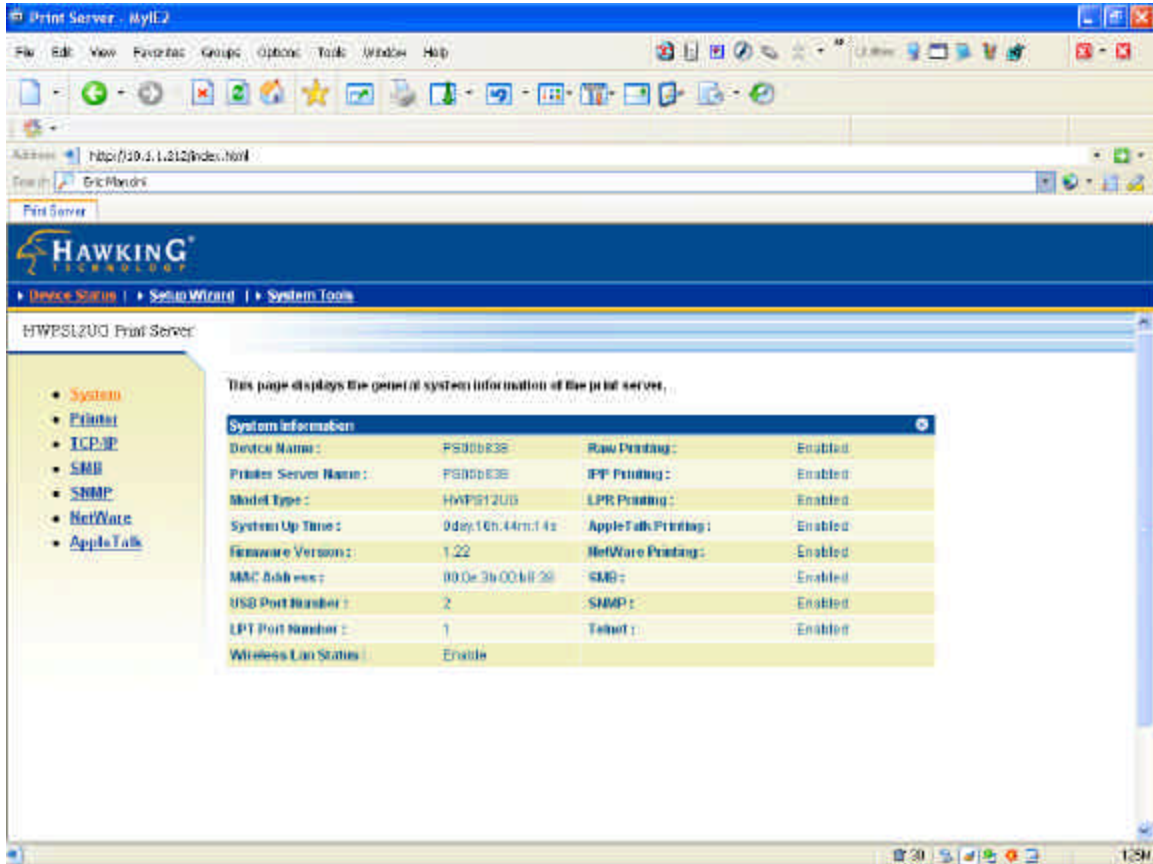 Print Server - MyIE2
File Edit View Favorites Groups Options Tools Window Help
Address http://10.1.1.212/index.html
Search
Print Server
HAWKING
TECHNOLOGY
Device Status | Setup Wizard | System Tools
HWPS12UG Print Server
System
Printer
TCP/IP
SMB
SNMP
NetWare
AppleTalk
This page displays the general system information of the print server.
System Information
Device Name : Raw Printing : Enabled
Printer Server Name : IPP Printing : Enabled
Model Type : HWPS12UG LPR Printing : Enabled
System Up Time : 0day:16h:44m:14s AppleTalk Printing : Enabled
Firmware Version : 1.22 NetWare Printing : Enabled
MAC Address : SMB : Enabled
USB Port Number : 2 SNMP : Enabled
LPT Port Number : 1 Telnet : Enabled
Wireless Lan Status : Enable